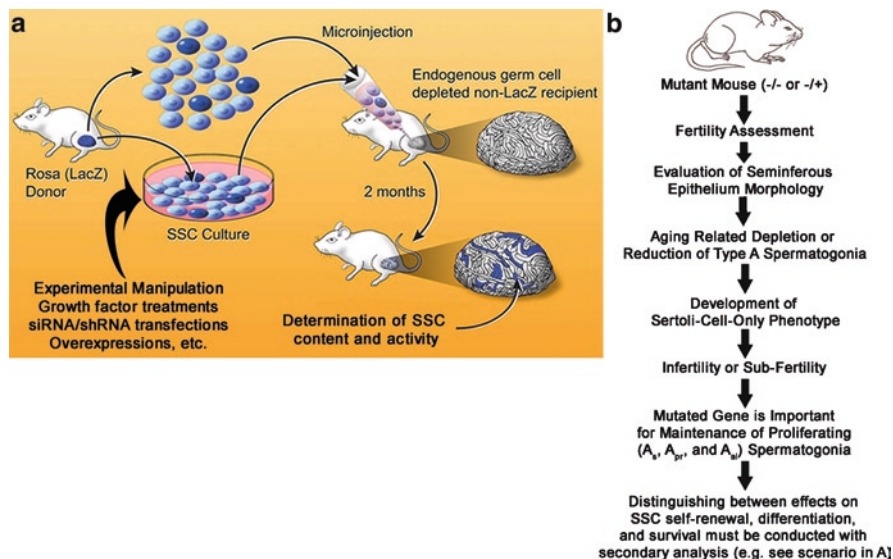 a
Microinjection
Endogenous germ cell
depleted non-LacZ recipient
Rosa (LacZ)
Donor
SSC Culture
2 months
Experimental Manipulation
Growth factor treatments
siRNA/shRNA transfections
Overexpressions, etc.
Determination of SSC
content and activity
b
Mutant Mouse (-/- or -/+)
Fertility Assessment
Evaluation of Seminferous
Epithelium Morphology
Aging Related Depletion or
Reduction of Type A Spermatogonia
Development of
Sertoli-Cell-Only Phenotype
Infertility or Sub-Fertility
Mutated Gene is Important
for Maintenance of Proliferating
(As, Apr, and Aal) Spermatogonia
Distinguishing between effects on
SSC self-renewal, differentiation,
and survival must be conducted with
secondary analysis (e.g. see scenario in A)